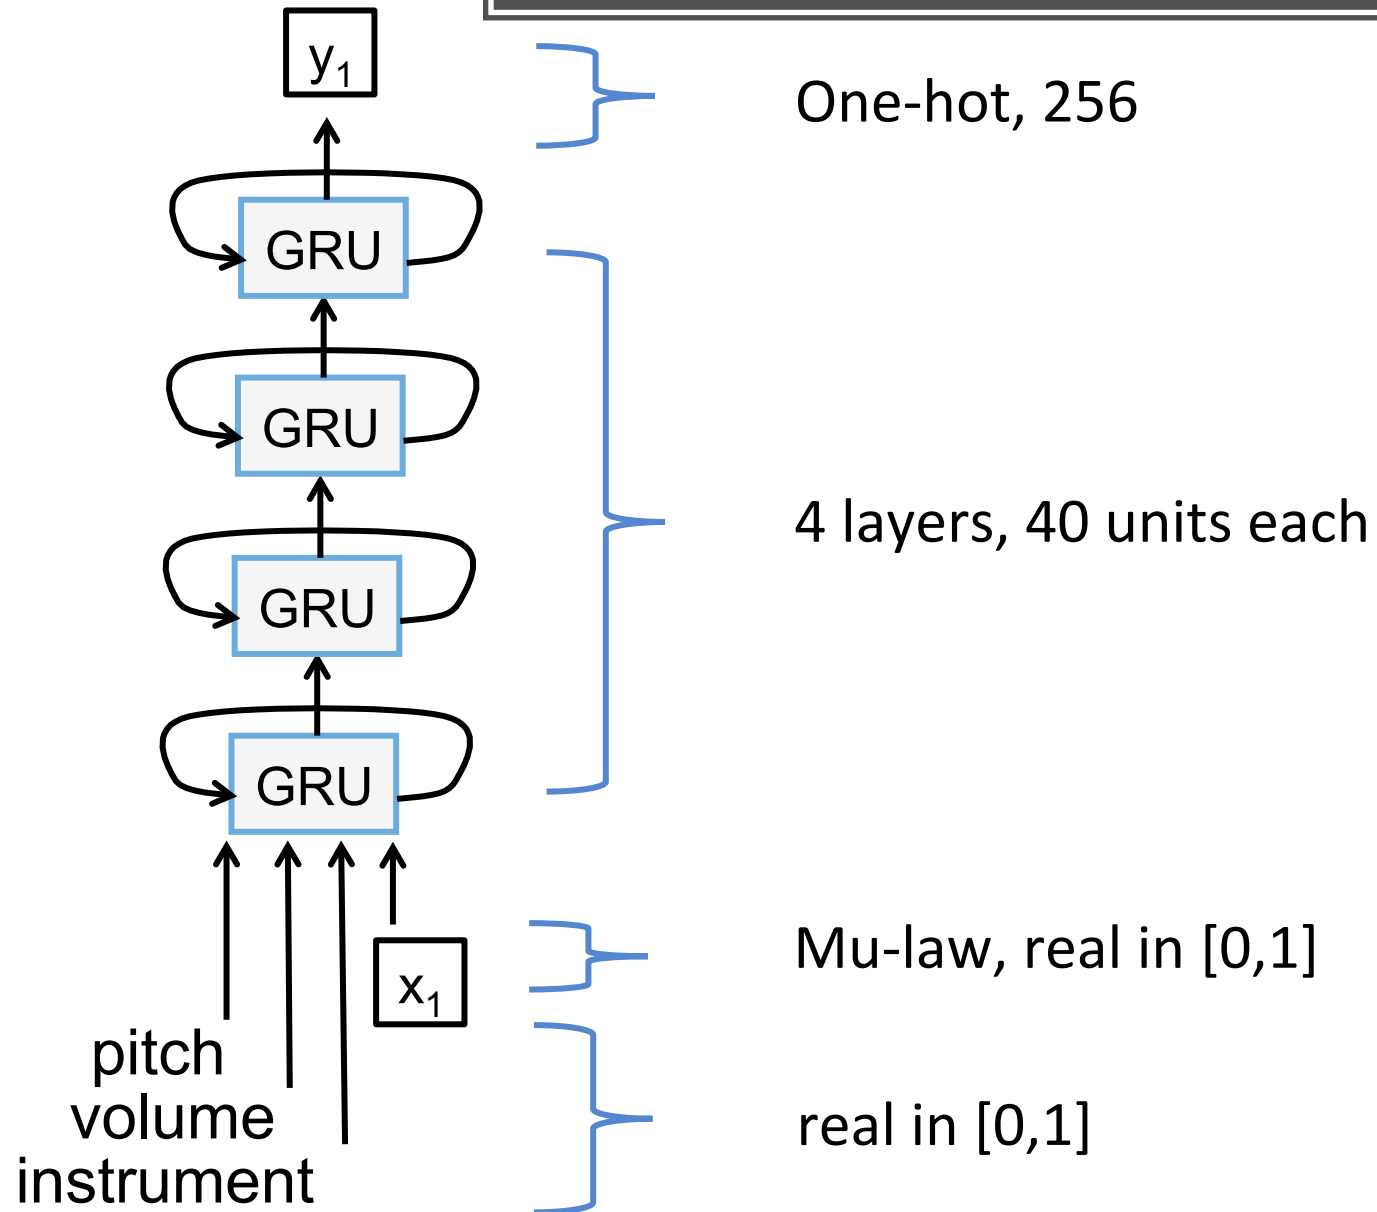 y₁
One-hot, 256
GRU
GRU
4 layers, 40 units each
GRU
GRU
Mu-law, real in [0,1]
x₁
pitch
volume
real in [0,1]
instrument